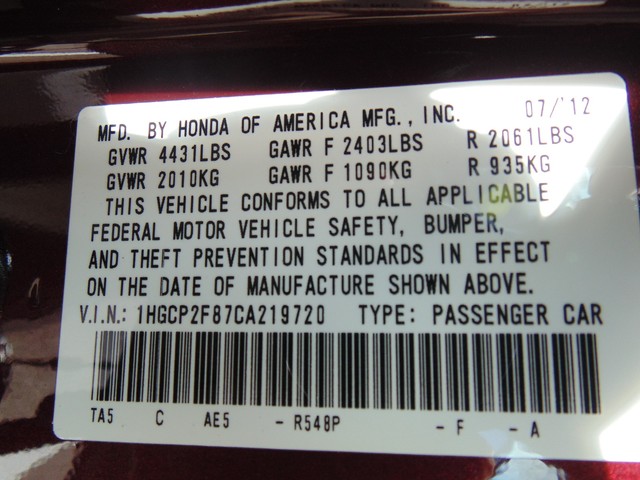 MFD. BY HONDA OF AMERICA MFG., INC. 07/'12
GVWR 4431LBS GAWR F 2403LBS R 2061LBS
GVWR 2010KG GAWR F 1090KG R 935KG
THIS VEHICLE CONFORMS TO ALL APPLICABLE
FEDERAL MOTOR VEHICLE SAFETY, BUMPER,
AND THEFT PREVENTION STANDARDS IN EFFECT
ON THE DATE OF MANUFACTURE SHOWN ABOVE.
V.I.N.: 1HGCP2F87CA219720 TYPE: PASSENGER CAR
TA5 C AE5 - R548P - F - A